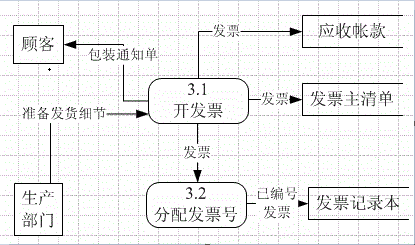 发票
应收帐款
顾客
包装通知单
3.1
开发票
发票
发票主清单
准备发货细节
发票
生产
部门
3.2
分配发票号
已编号
发票
发票记录本